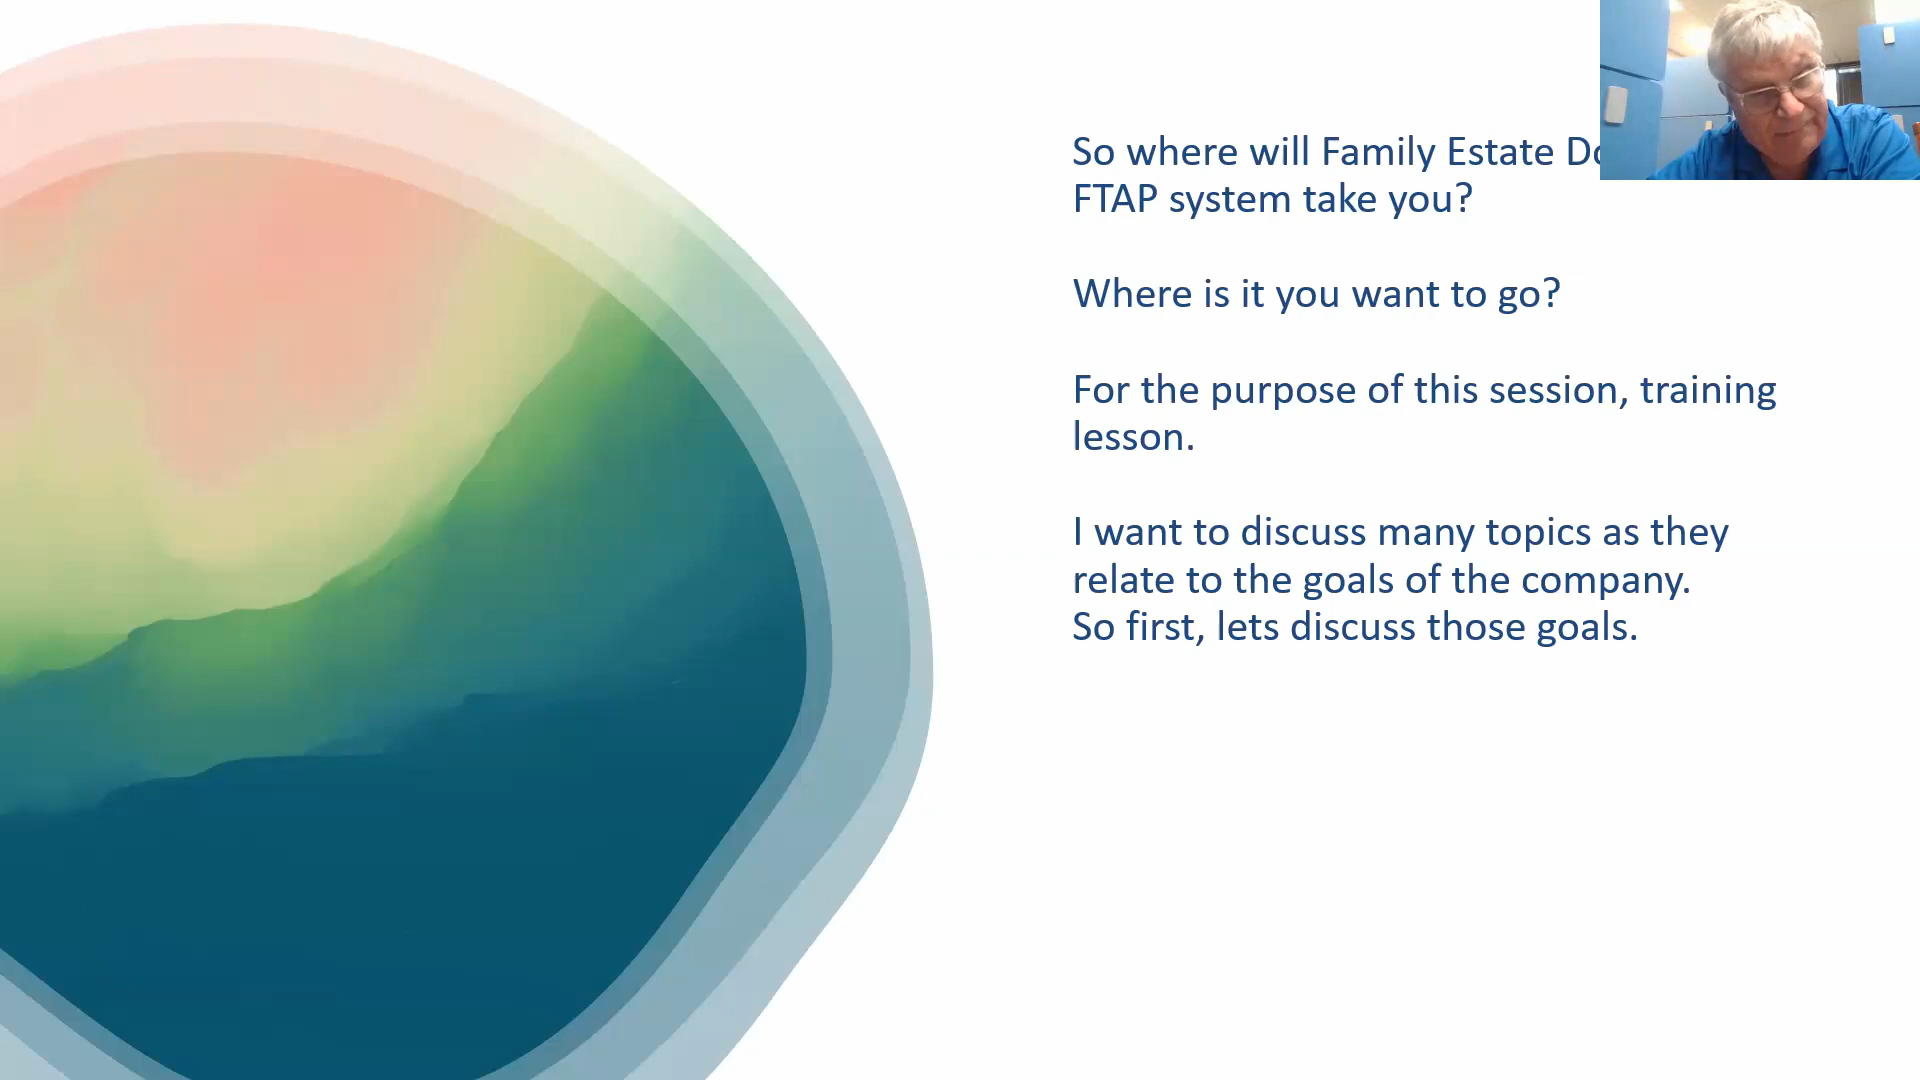 So where will Family Estate
FTAP system take you?
Where is it you want to go?
For the purpose of this session, training
lesson.
I want to discuss many topics as they
relate to the goals of the company.
So first, lets discuss those goals.